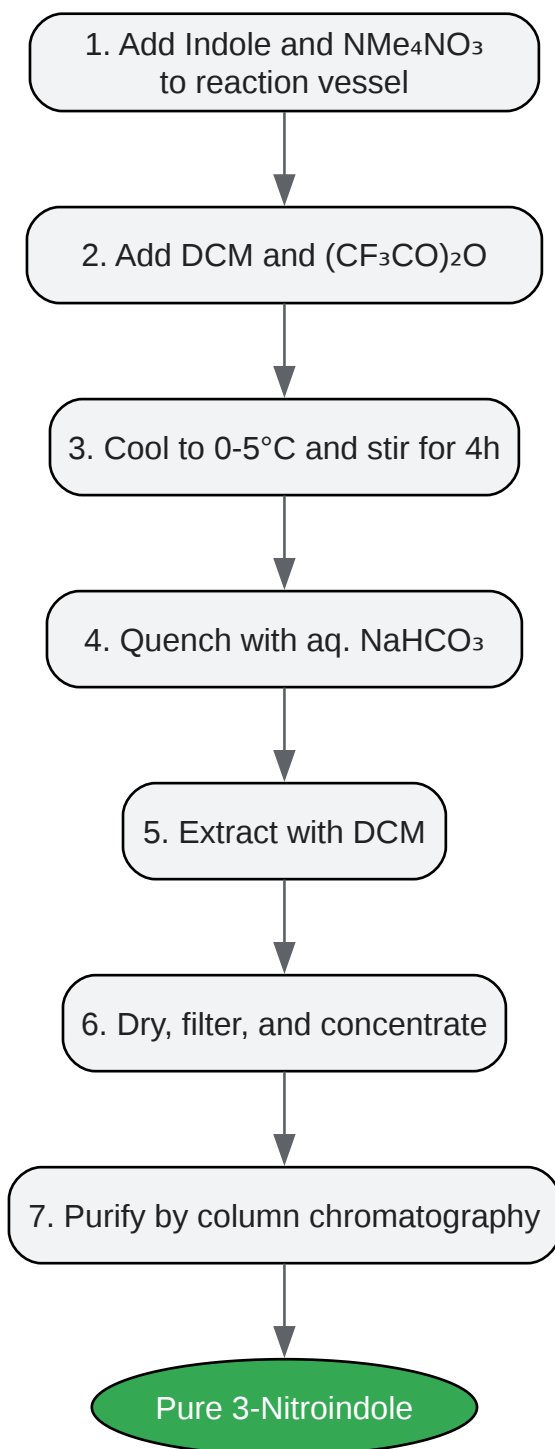 1. Add Indole and NMe₄NO₃
to reaction vessel
2. Add DCM and (CF₃CO)₂O
3. Cool to 0-5°C and stir for 4h
4. Quench with aq. NaHCO₃
5. Extract with DCM
6. Dry, filter, and concentrate
7. Purify by column chromatography
Pure 3-Nitroindole